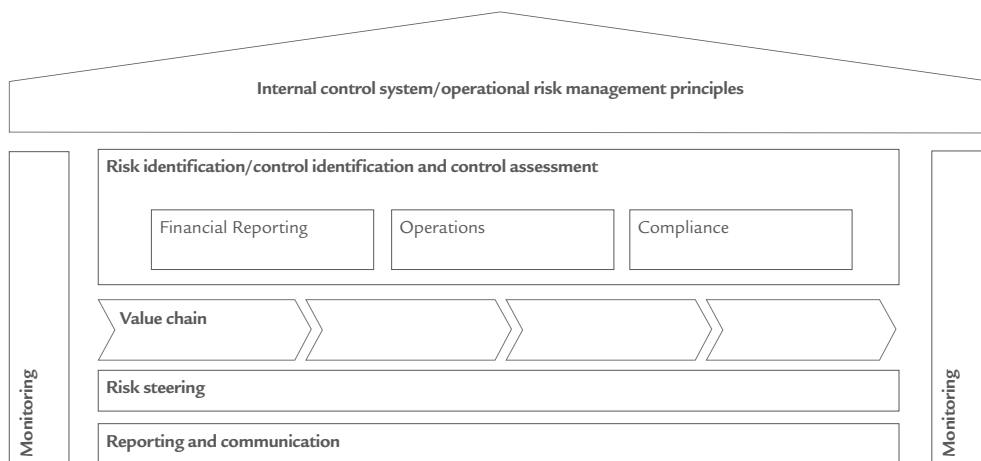 Internal control system/operational risk management principles
Risk identification/control identification and control assessment
Financial Reporting
Operations
Compliance
Value chain
Risk steering
Reporting and communication
Monitoring
Monitoring